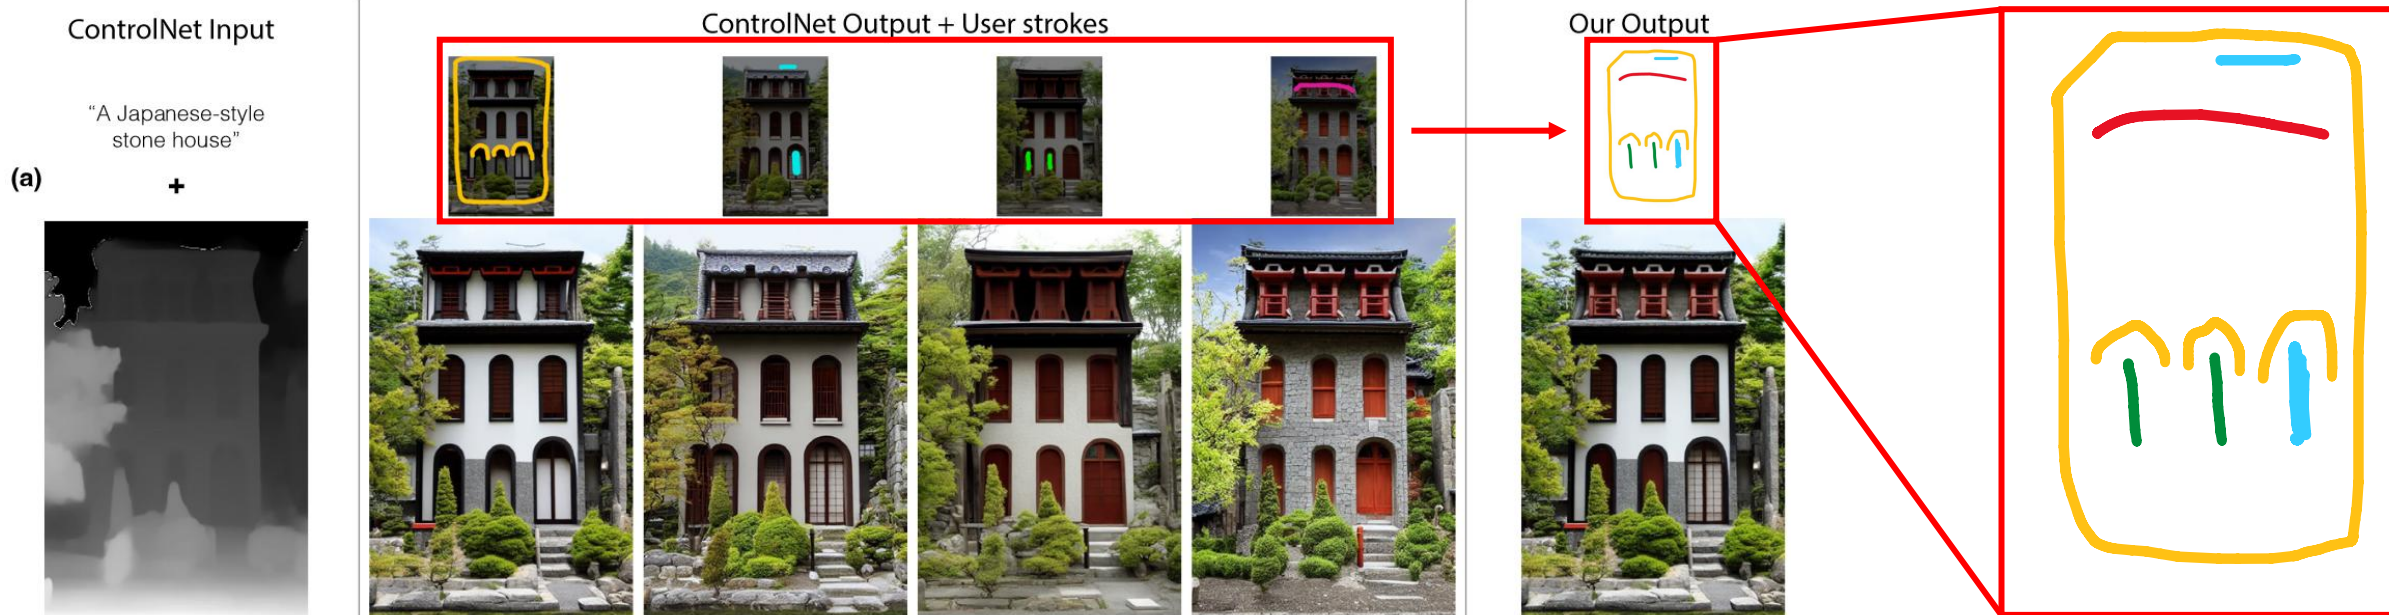 ControlNet Input
ControlNet Output + User strokes
Our Output
“A Japanese-style
stone house”
(a)
+